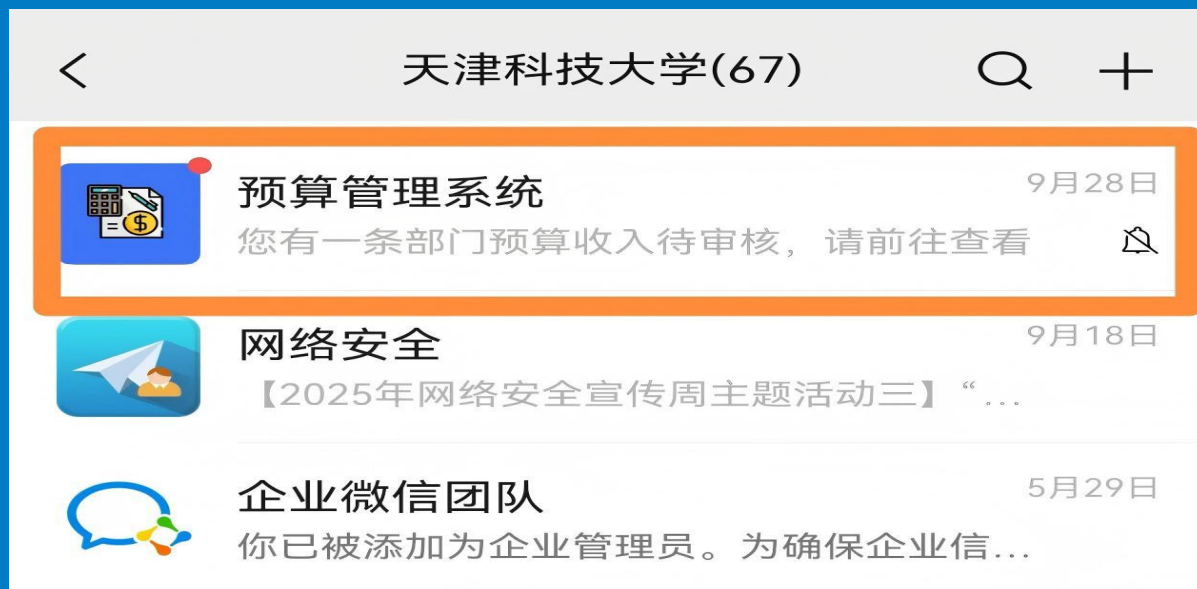 天津科技大学(67)
预算管理系统
9月28日
您有一条部门预算收入待审核，请前往查看
网络安全
9月18日
【2025年网络安全宣传周主题活动三】“...
企业微信团队
5月29日
你已被添加为企业管理员。为确保企业信...